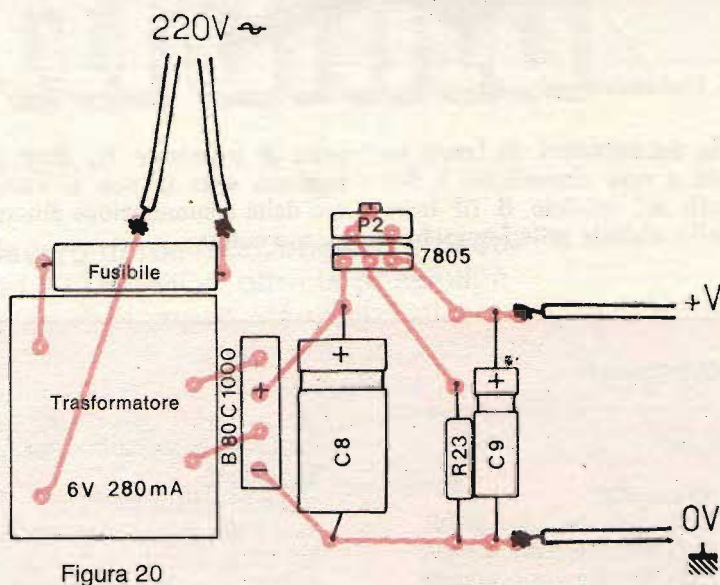 220V ~
P2
7805
Fusibile
+V
+
Trasformatore
B80C1000
+
−
+
C8
R23
C9
6V 280mA
0V
Figura 20